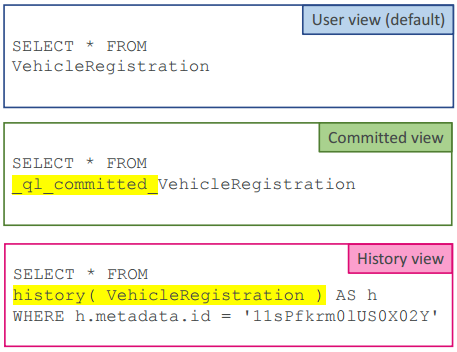 User view (default)
SELECT * FROM
VehicleRegistration
Committed view
SELECT * FROM
_ql_committed_VehicleRegistration
History view
SELECT * FROM
history( VehicleRegistration ) AS h
WHERE h.metadata.id = '11sPfkrm0lUS0X02Y'